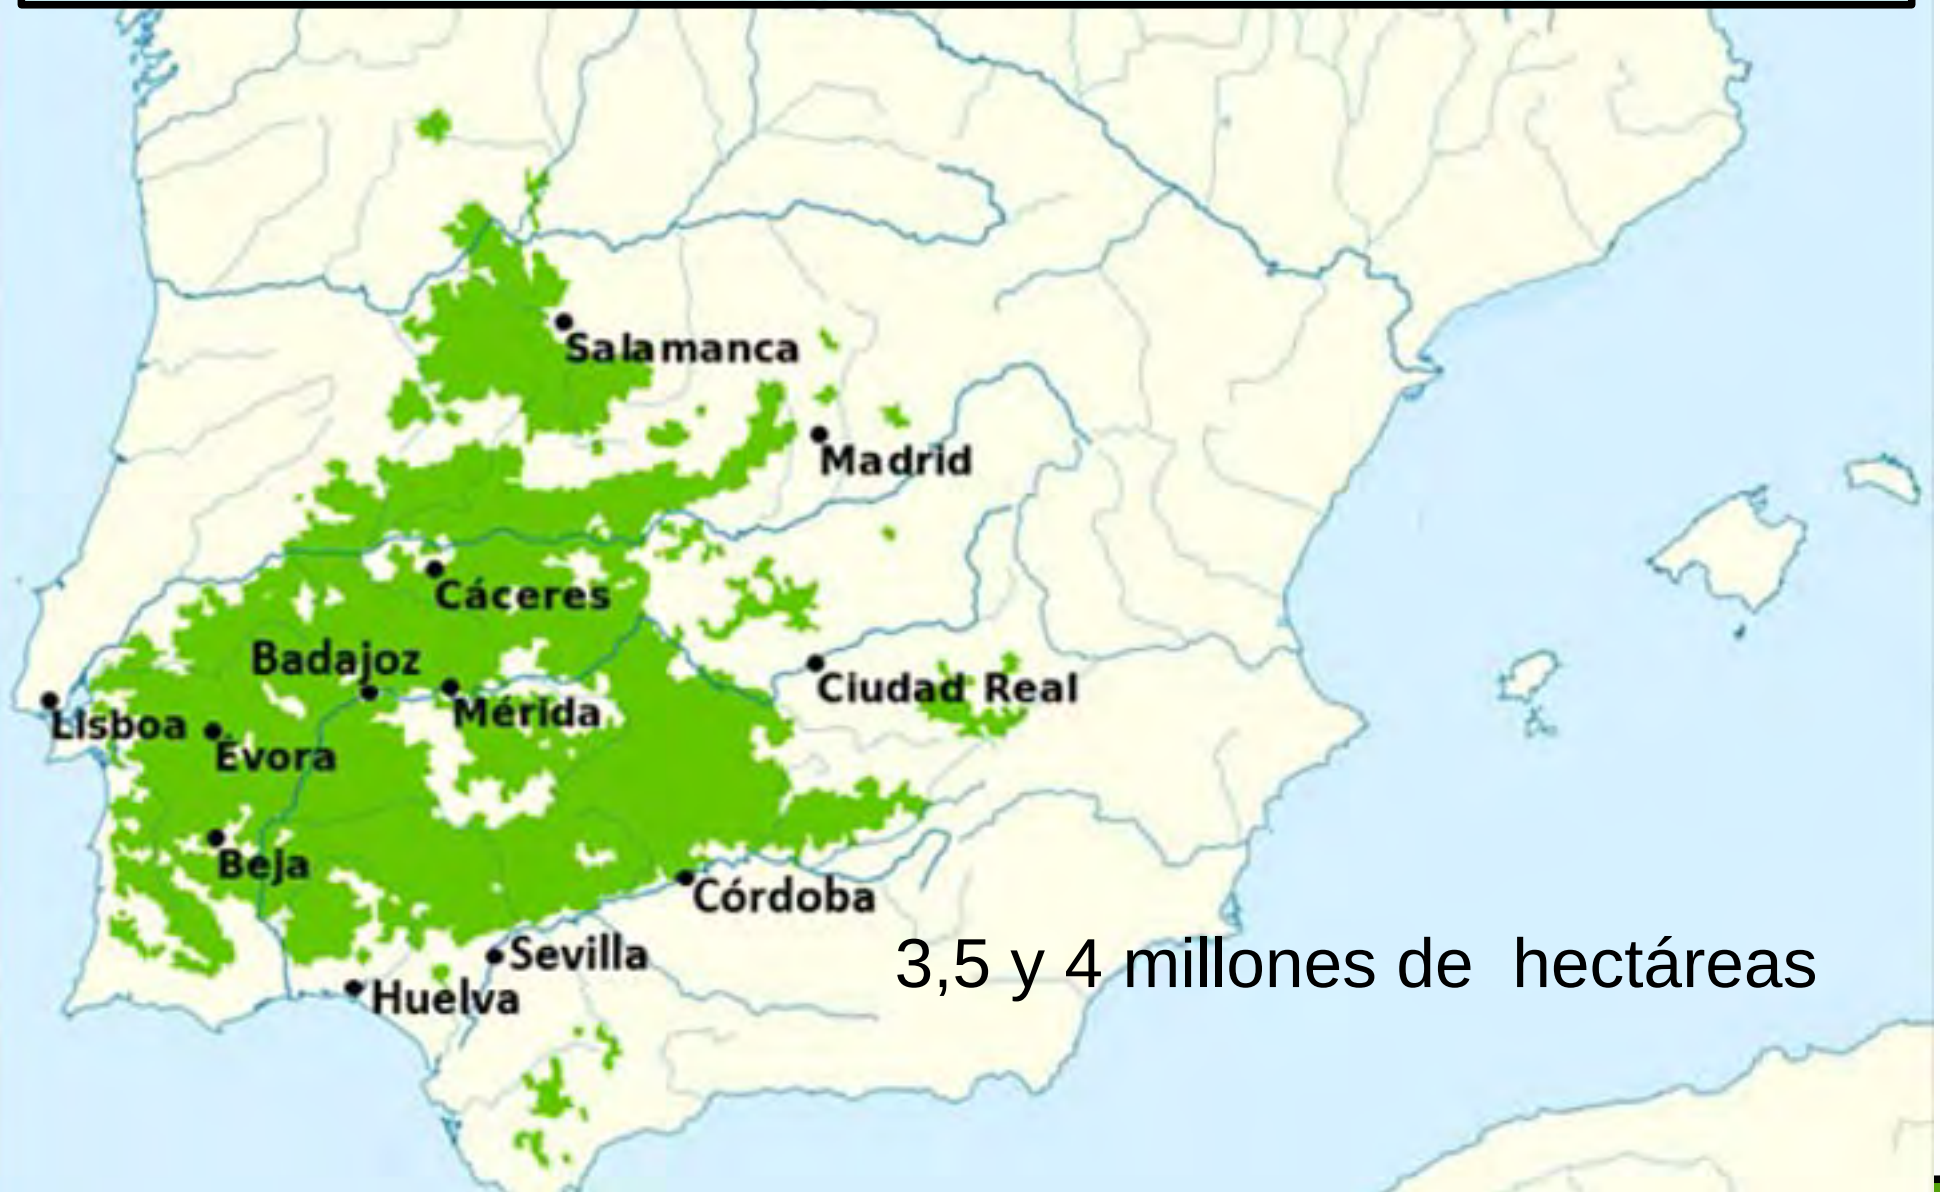 Salamanca
Madrid
Cáceres
Badajoz
Ciudad Real
Mérida
Lisboa
Évora
Beja
Córdoba
Sevilla
3,5 y 4 millones de  hectáreas
Huelva